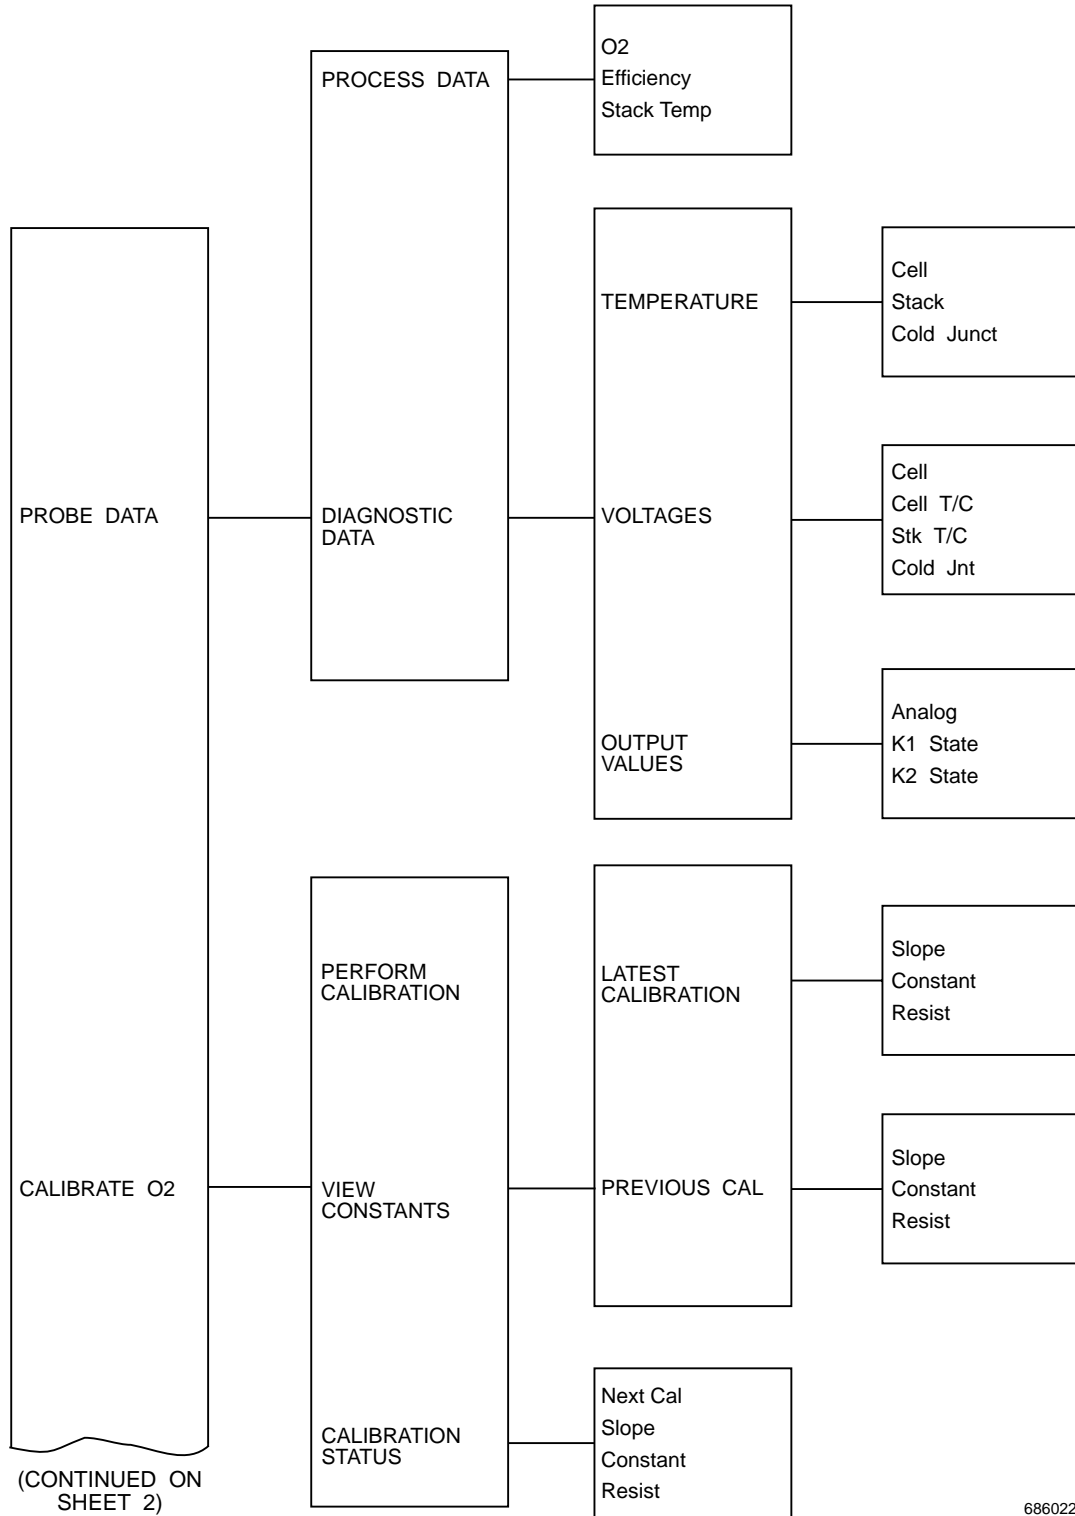 O2
Efficiency
Stack Temp
PROCESS DATA
TEMPERATURE
Cell
Stack
Cold Junct
PROBE DATA
DIAGNOSTIC
DATA
VOLTAGES
Cell
Cell T/C
Stk T/C
Cold Jnt
OUTPUT
VALUES
Analog
K1 State
K2 State
PERFORM
CALIBRATION
LATEST
CALIBRATION
Slope
Constant
Resist
CALIBRATE O2
VIEW
CONSTANTS
PREVIOUS CAL
Slope
Constant
Resist
CALIBRATION
STATUS
Next Cal
Slope
Constant
Resist
(CONTINUED ON
SHEET 2)
686022